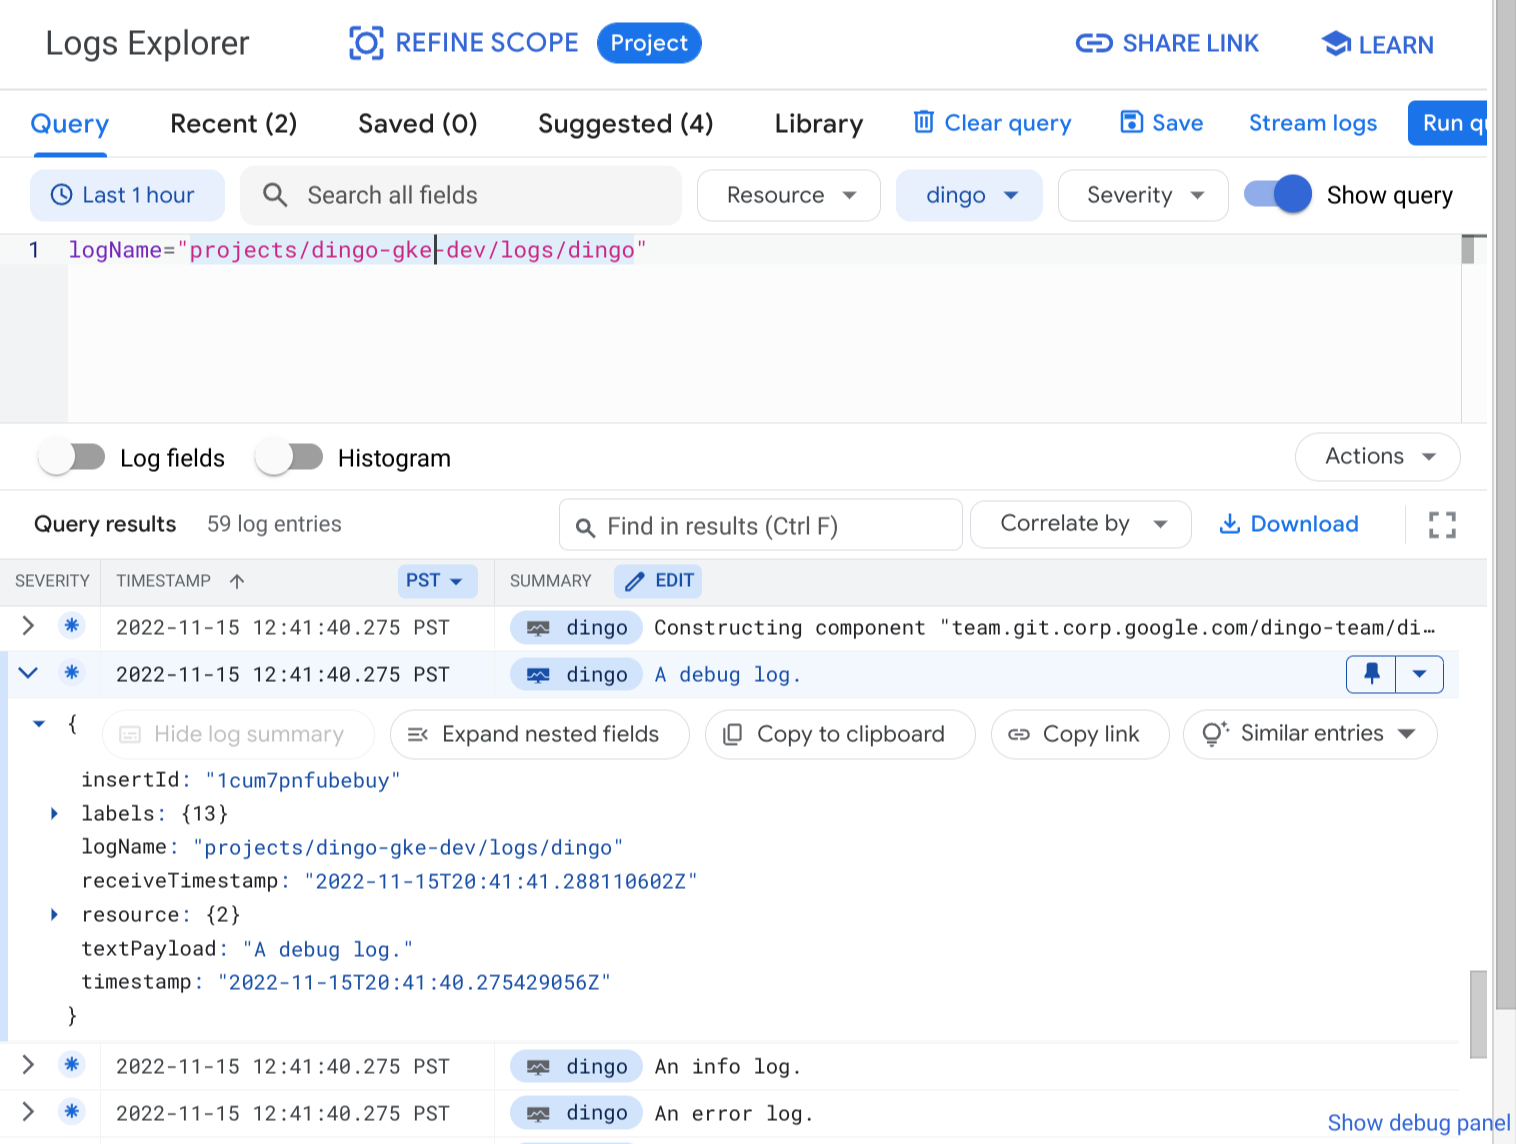 Logs Explorer REFINE SCOPE Project SHARE LINK LEARN
Query Recent (2) Saved (0) Suggested (4) Library Clear query Save Stream logs Run qu
Last 1 hour Search all fields Resource dingo Severity Show query
1 logName="projects/dingo-gke-dev/logs/dingo"
Log fields Histogram Actions
Query results 59 log entries Find in results (Ctrl F) Correlate by Download
SEVERITY TIMESTAMP ↑ PST SUMMARY EDIT
2022-11-15 12:41:40.275 PST dingo Constructing component "team.git.corp.google.com/dingo-team/di…
2022-11-15 12:41:40.275 PST dingo A debug log.
{ Hide log summary Expand nested fields Copy to clipboard Copy link Similar entries
insertId: "1cum7pnfubebuy"
labels: {13}
logName: "projects/dingo-gke-dev/logs/dingo"
receiveTimestamp: "2022-11-15T20:41:41.288110602Z"
resource: {2}
textPayload: "A debug log."
timestamp: "2022-11-15T20:41:40.275429056Z"
}
2022-11-15 12:41:40.275 PST dingo An info log.
2022-11-15 12:41:40.275 PST dingo An error log.
Show debug panel